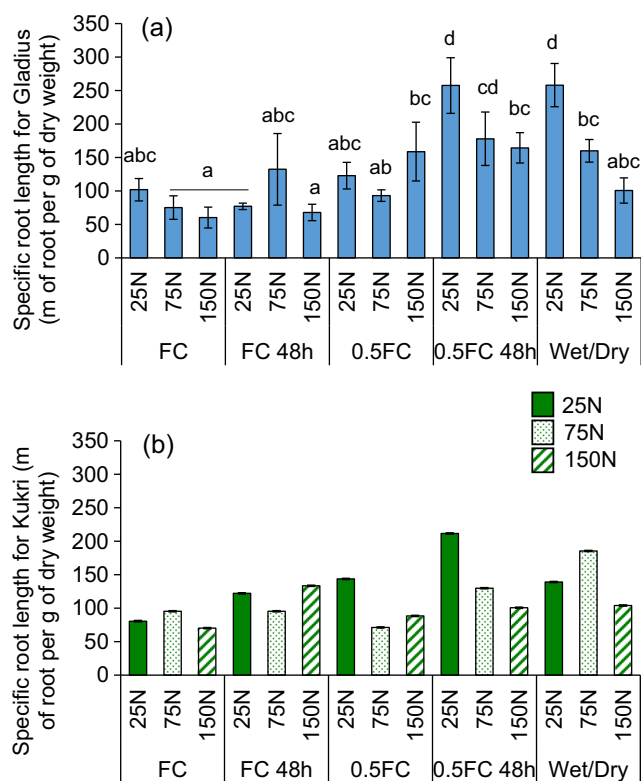 (a)
Specific root length for Gladius
(m of root per g of dry weight)
350
300
250
200
150
100
50
0
abc
a
abc
a
abc
ab
bc
d
cd
bc
d
bc
abc
25N 75N 150N 25N 75N 150N 25N 75N 150N 25N 75N 150N 25N 75N 150N
FC FC 48h 0.5FC 0.5FC 48h Wet/Dry
25N
75N
150N
(b)
Specific root length for Kukri (m
of root per g of dry weight)
350
300
250
200
150
100
50
0
25N 75N 150N 25N 75N 150N 25N 75N 150N 25N 75N 150N 25N 75N 150N
FC FC 48h 0.5FC 0.5FC 48h Wet/Dry